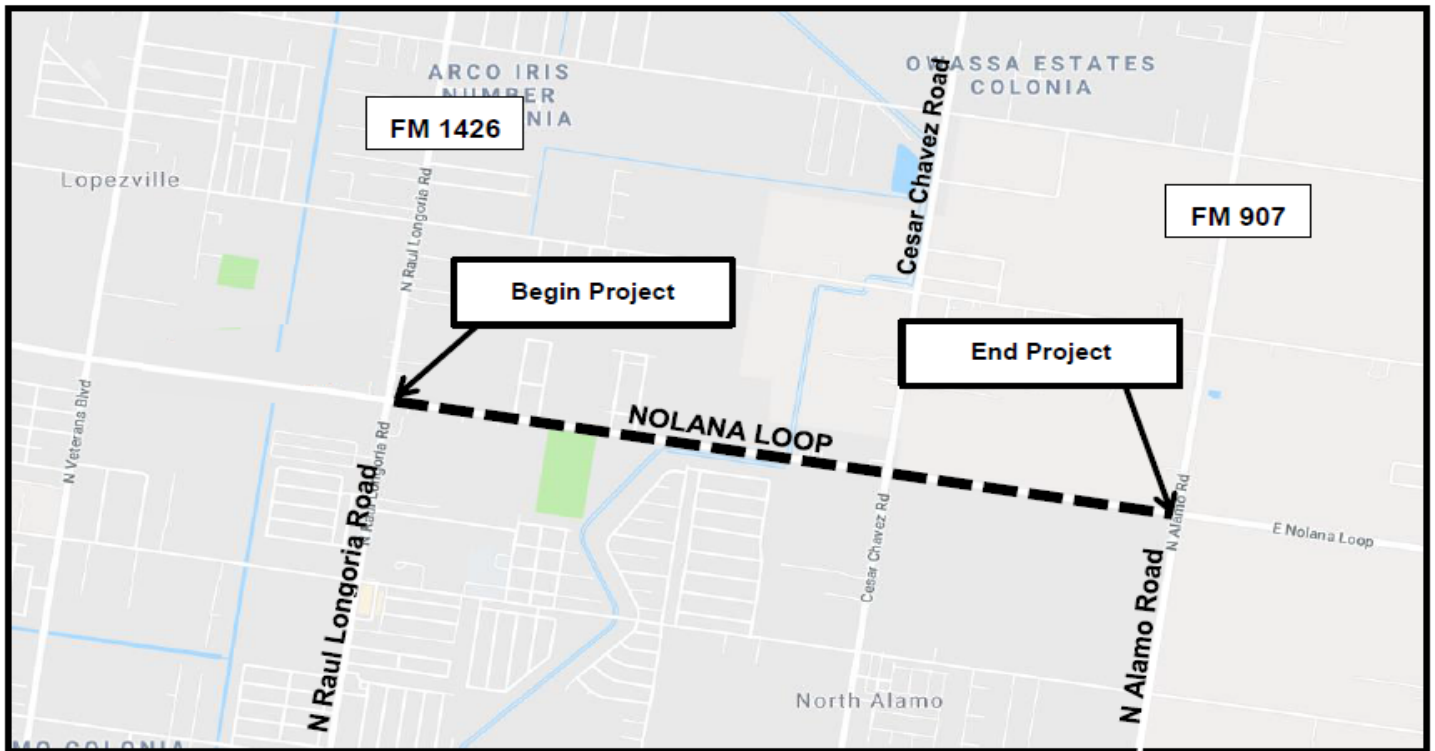 ARCO IRIS
NUMBER
NIA
FM 1426
OWASSA ESTATES
COLONIA
Cesar Chavez Road
Lopezville
FM 907
N Raul Longoria Rd
Begin Project
End Project
N Veterans Blvd
NOLANA LOOP
N Raul Longoria Rd
N Raul Longoria Road
Cesar Chavez Rd
N Alamo Rd
E Nolana Loop
N Alamo Road
North Alamo
MO COLONIA